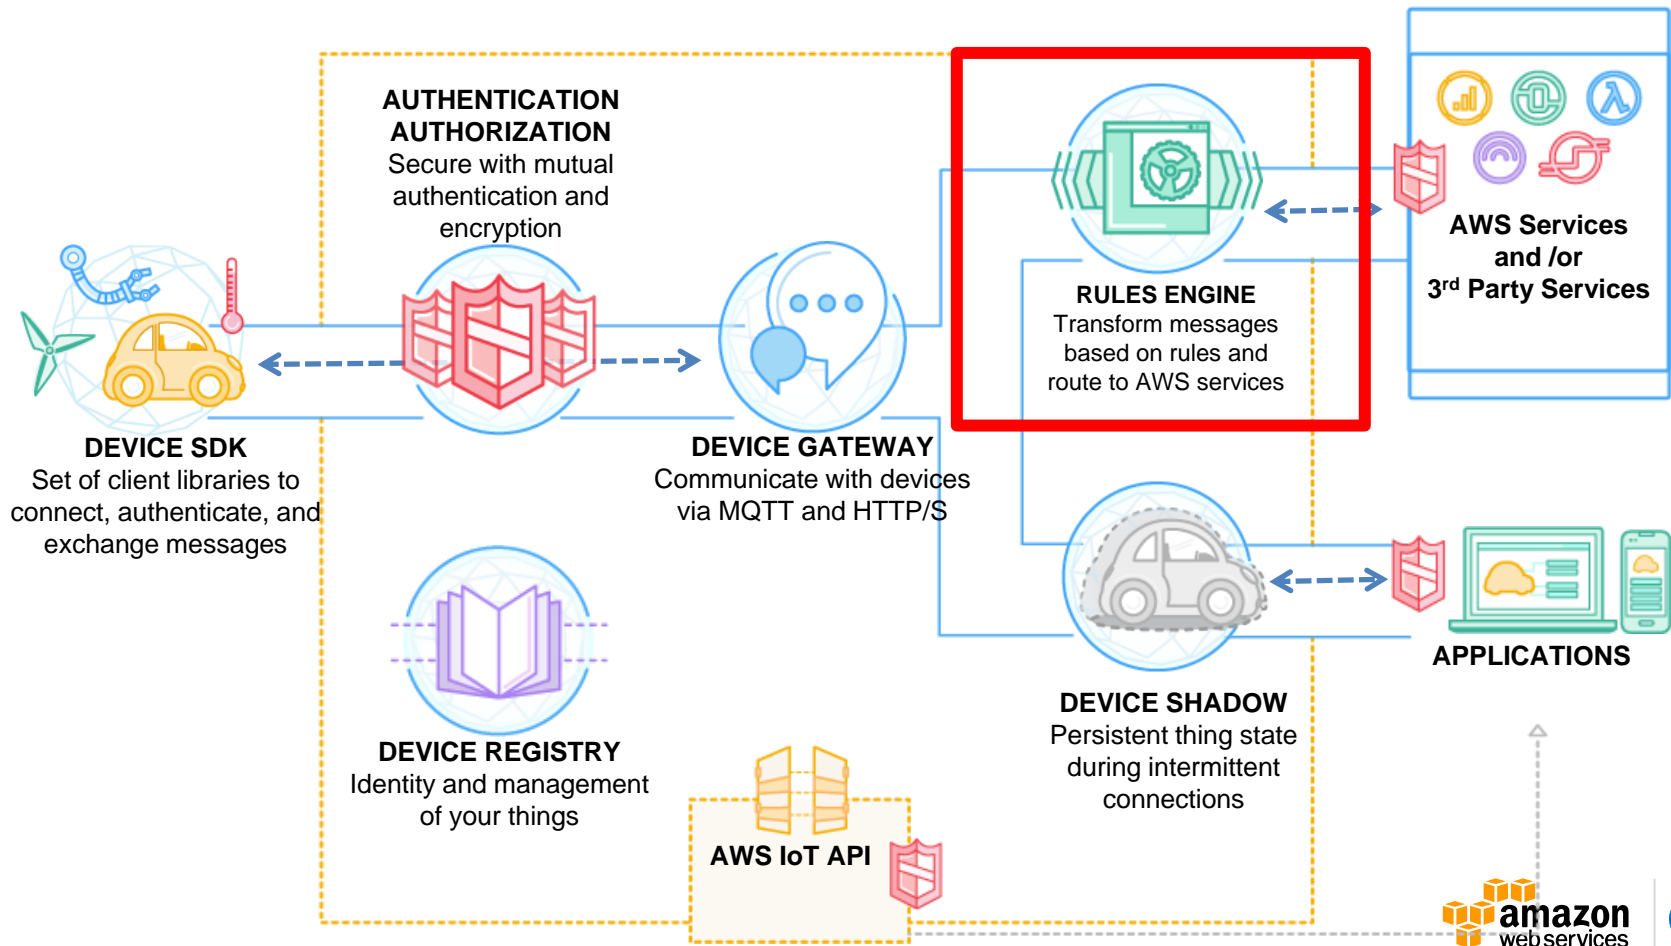 AUTHENTICATION
AUTHORIZATION
Secure with mutual
authentication and
encryption
DEVICE SDK
Set of client libraries to
connect, authenticate, and
exchange messages
DEVICE GATEWAY
Communicate with devices
via MQTT and HTTP/S
RULES ENGINE
Transform messages
based on rules and
route to AWS services
AWS Services
and /or
3rd Party Services
DEVICE REGISTRY
Identity and management
of your things
AWS IoT API
DEVICE SHADOW
Persistent thing state
during intermittent
connections
APPLICATIONS
amazon
web services